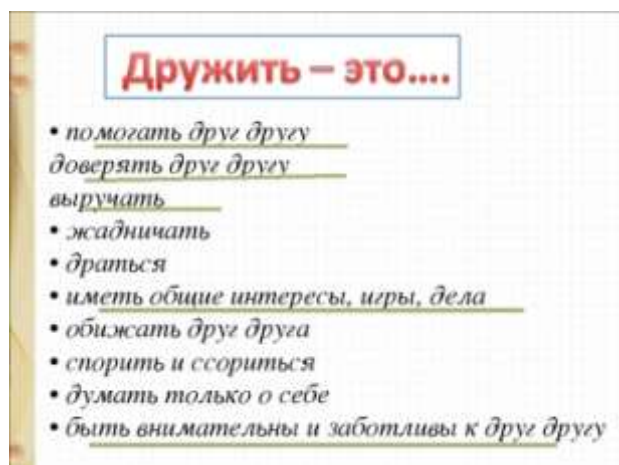 Дружить – это....
• помогать друг другу
доверять друг другу
выручать
• жадничать
• драться
• иметь общие интересы, игры, дела
• обижать друг друга
• спорить и ссориться
• думать только о себе
• быть внимательны и заботливы к друг другу